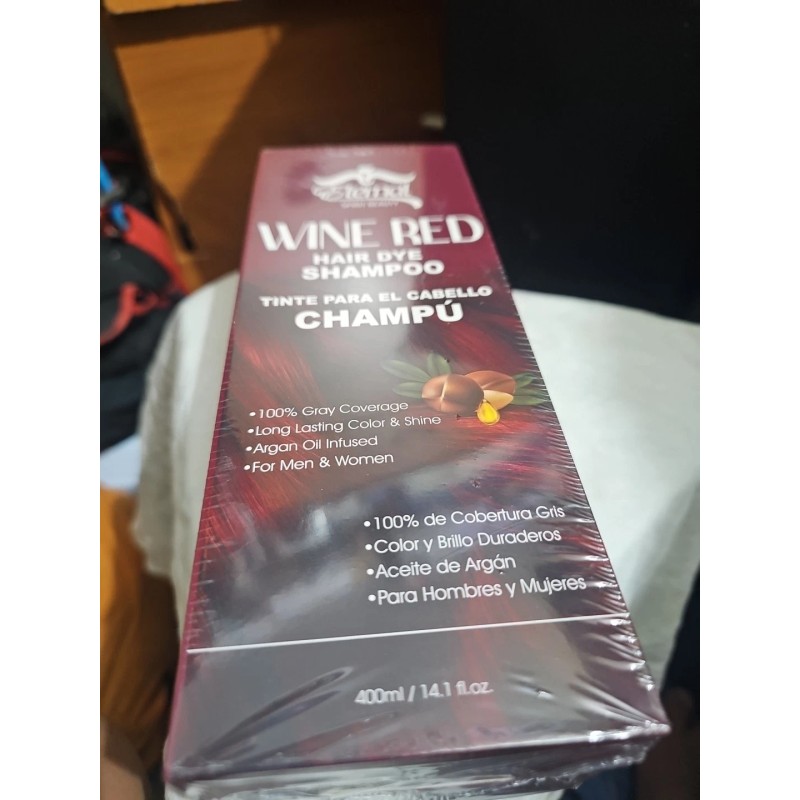 Eternal
WINE RED
HAIR DYE
SHAMPOO
TINTE PARA EL CABELLO
CHAMPÚ
•100% Gray Coverage
•Long Lasting Color & Shine
•Argan Oil Infused
•For Men & Women
•100% de Cobertura Gris
•Color y Brillo Duraderos
•Aceite de Argán
•Para Hombres y Mujeres
400ml / 14.1 fl.oz.